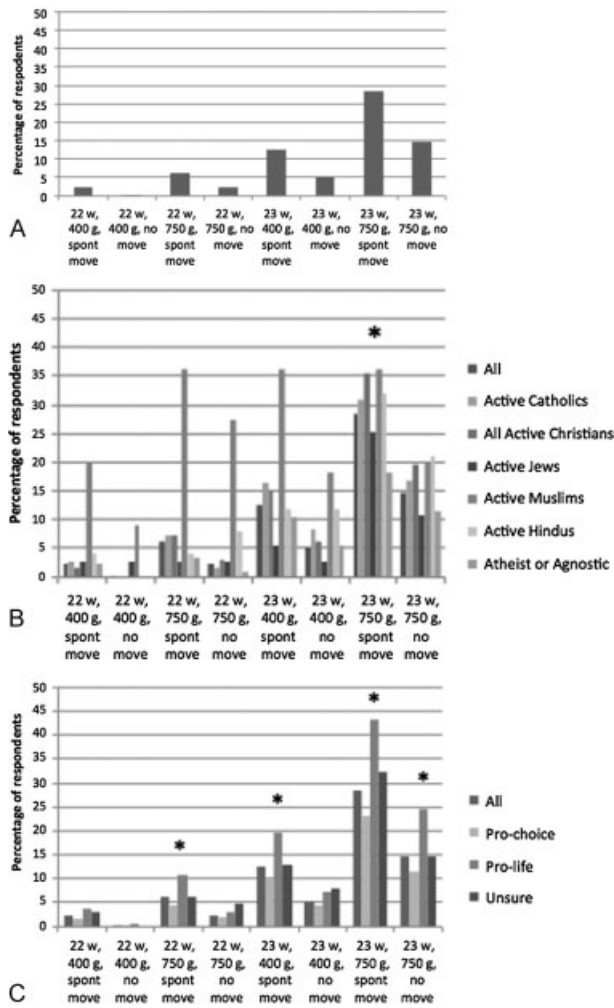 Percentage of respodents
50
45
40
35
30
25
20
15
10
5
0
22 w, 22 w, 22 w, 22 w, 23 w, 23 w, 23 w, 23 w,
400 g, 400 g, no 750 g, 750 g, no 400 g, 400 g, no 750 g, 750 g, no
spont move spont move spont move spont move
move move move move
A
Percentage of respondents
50
45
40
35
30
25
20
15
10
5
0
All
Active Catholics
All Active Christians
Active Jews
Active Muslims
Active Hindus
Atheist or Agnostic
*
22 w, 22 w, 22 w, 22 w, 23 w, 23 w, 23 w, 23 w,
400 g, 400 g, 750 g, 750 g, 400 g, 400 g, 750 g, 750 g,
spont no spont no spont no spont no
move move move move move move move move
B
Percentage of respondents
50
45
40
35
30
25
20
15
10
5
0
All
Pro-choice
Pro-life
Unsure
* * * *
22 w, 22 w, 22 w, 22 w, 23 w, 23 w, 23 w, 23 w,
400 g, 400 g, 750 g, 750 g, 400 g, 400 g, 750 g, 750 g,
spont no spont no spont no spont no
move move move move move move move move
C